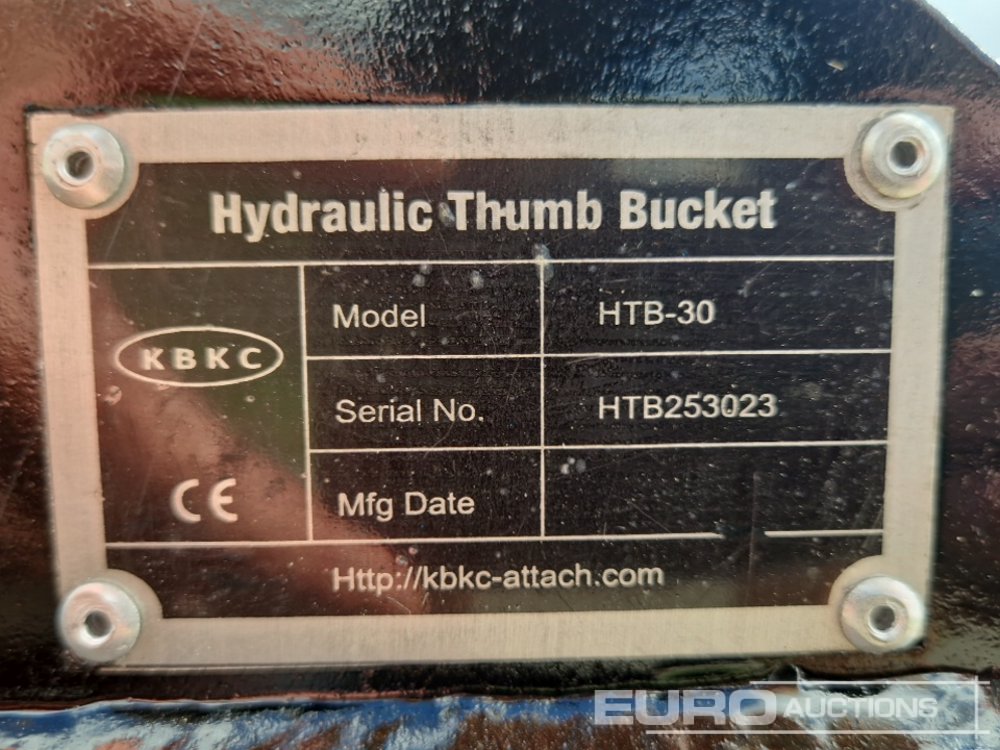 Hydraulic Thumb Bucket
KBKC
CE
Model HTB-30
Serial No. HTB253023
Mfg Date
Http://kbkc-attach.com
EURO AUCTIONS